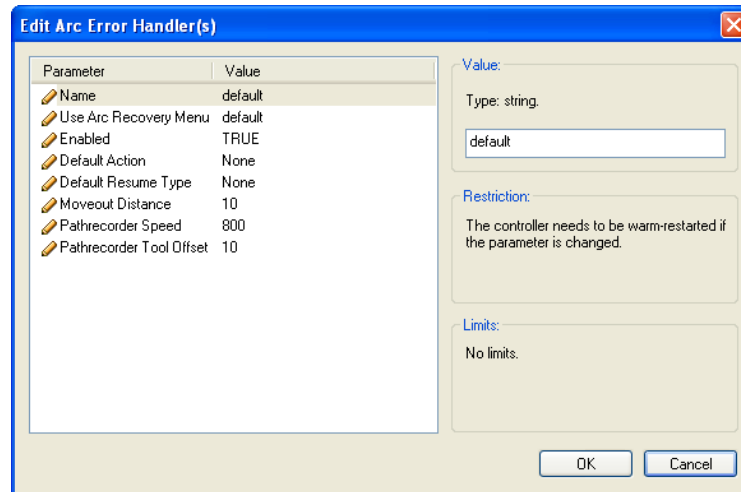 Edit Arc Error Handler(s)
Parameter Value
Name default
Use Arc Recovery Menu default
Enabled TRUE
Default Action None
Default Resume Type None
Moveout Distance 10
Pathrecorder Speed 800
Pathrecorder Tool Offset 10
Value:
Type: string.
default
Restriction:
The controller needs to be warm-restarted if
the parameter is changed.
Limits:
No limits.
OK Cancel